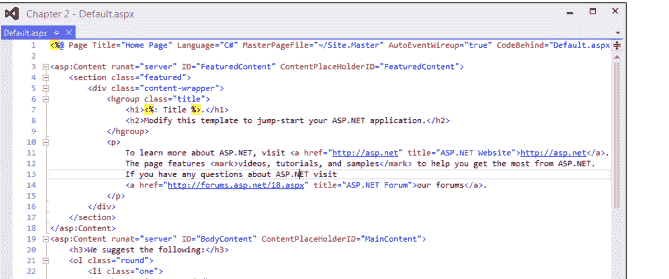 Chapter 2 - Default.aspx
Default.aspx
1 <%@ Page Title="Home Page" Language="C#" MasterPageFile="~/Site.Master" AutoEventWireup="true" CodeBehind="Default.aspx
2
3 <asp:Content runat="server" ID="FeaturedContent" ContentPlaceHolderID="FeaturedContent">
4 <section class="featured">
5 <div class="content-wrapper">
6 <hgroup class="title">
7 <h1><%: Title %>.</h1>
8 <h2>Modify this template to jump-start your ASP.NET application.</h2>
9 </hgroup>
10 <p>
11 To learn more about ASP.NET, visit <a href="http://asp.net" title="ASP.NET Website">http://asp.net</a>.
12 The page features <mark>videos, tutorials, and samples</mark> to help you get the most from ASP.NET.
13 If you have any questions about ASP.NET visit
14 <a href="http://forums.asp.net/18.aspx" title="ASP.NET Forum">our forums</a>.
15 </p>
16 </div>
17 </section>
18 </asp:Content>
19 <asp:Content runat="server" ID="BodyContent" ContentPlaceHolderID="MainContent">
20 <h3>We suggest the following:</h3>
21 <ol class="round">
22 <li class="one">